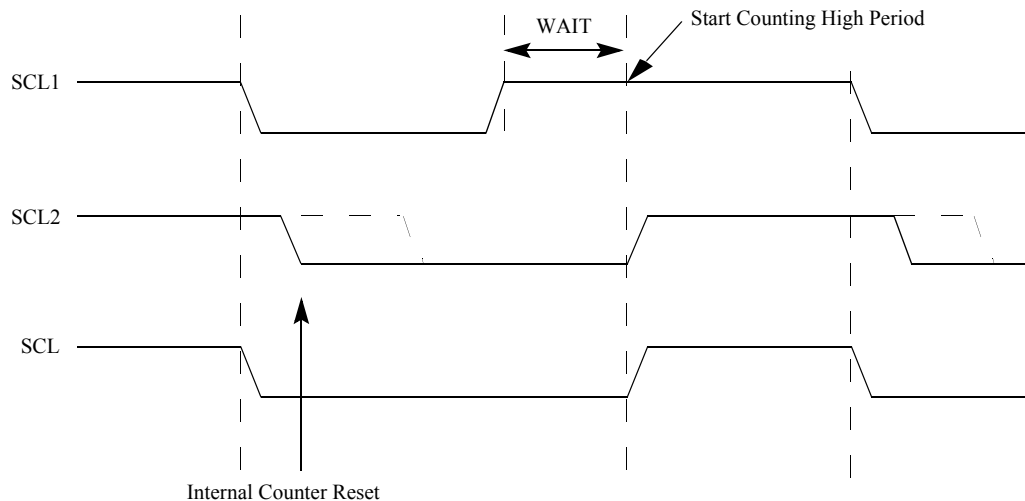 WAIT
Start Counting High Period
SCL1
SCL2
SCL
Internal Counter Reset